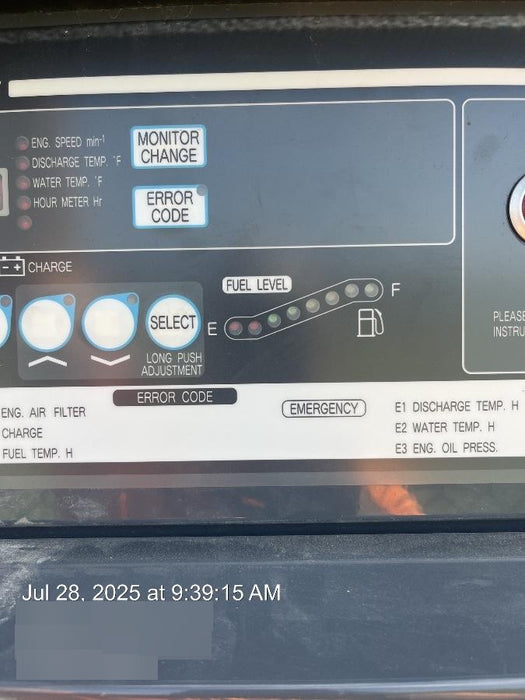 ENG. SPEED min⁻¹
DISCHARGE TEMP. °F
WATER TEMP. °F
HOUR METER Hr
MONITOR
CHANGE
ERROR
CODE
- +
CHARGE
FUEL LEVEL
E
F
SELECT
LONG PUSH
ADJUSTMENT
PLEASE
INSTRU
ERROR CODE
ENG. AIR FILTER
CHARGE
FUEL TEMP. H
EMERGENCY
E1 DISCHARGE TEMP. H
E2 WATER TEMP. H
E3 ENG. OIL PRESS.
Jul 28, 2025 at 9:39:15 AM